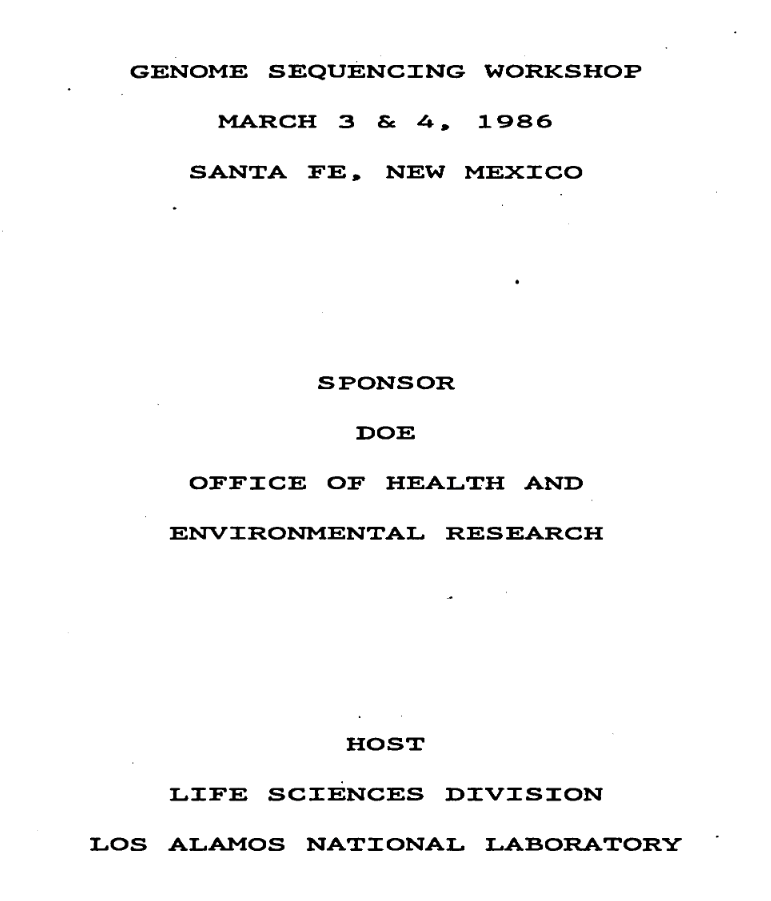 GENOME SEQUENCING WORKSHOP
MARCH 3 & 4, 1986
SANTA FE, NEW MEXICO
SPONSOR
DOE
OFFICE OF HEALTH AND
ENVIRONMENTAL RESEARCH
HOST
LIFE SCIENCES DIVISION
LOS ALAMOS NATIONAL LABORATORY